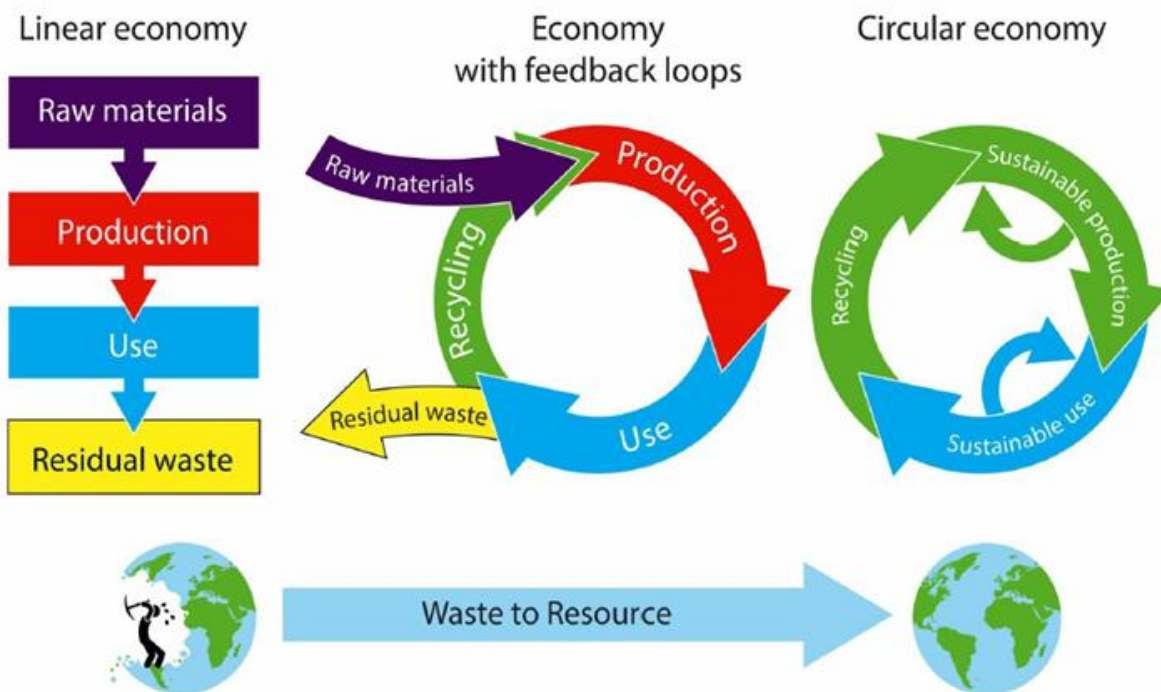 Linear economy
Raw materials
Production
Use
Residual waste
Economy
with feedback loops
Raw materials
Production
Use
Recycling
Residual waste
Circular economy
Sustainable production
Sustainable use
Recycling
Waste to Resource